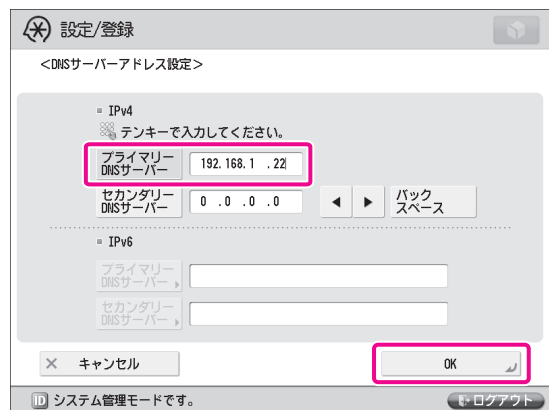 設定/登録
<DNSサーバーアドレス設定>
IPv4
テンキーで入力してください。
プライマリー
DNSサーバー
192.168.1 .22
セカンダリー
DNSサーバー
0 .0 .0 .0
バック
スペース
IPv6
プライマリー
DNSサーバー
セカンダリー
DNSサーバー
× キャンセル
OK
ID システム管理モードです。
ログアウト